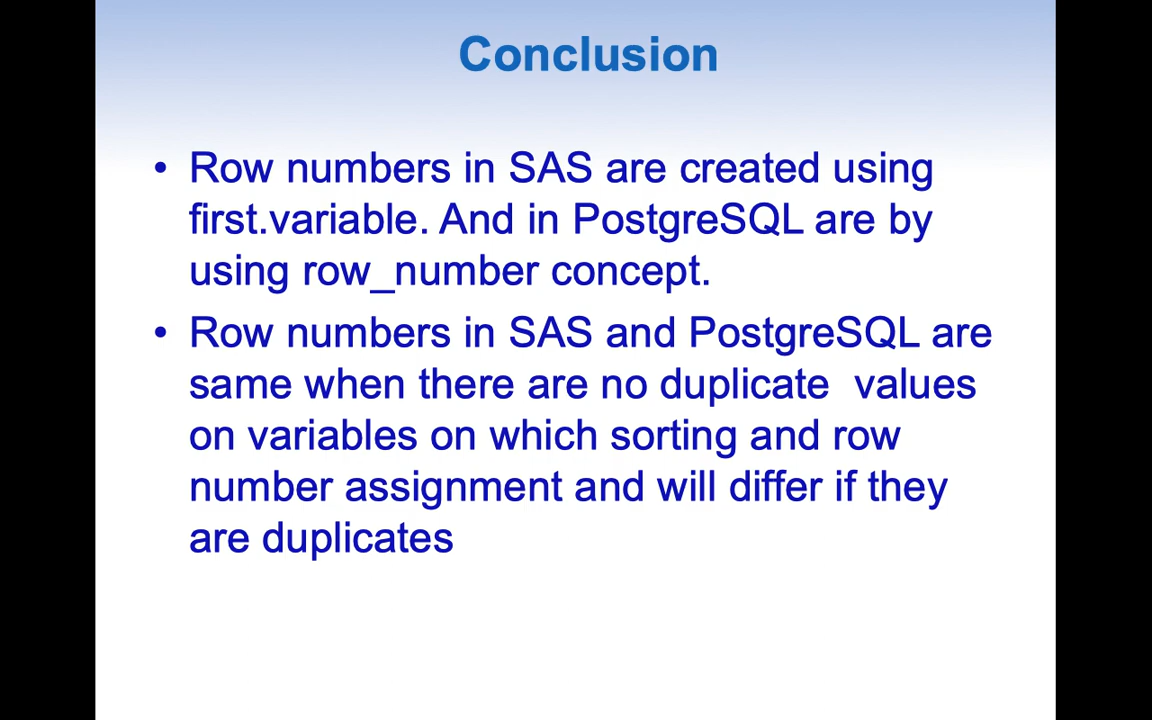 Conclusion
• Row numbers in SAS are created using
first.variable. And in PostgreSQL are by
using row_number concept.
• Row numbers in SAS and PostgreSQL are
same when there are no duplicate  values
on variables on which sorting and row
number assignment and will differ if they
are duplicates